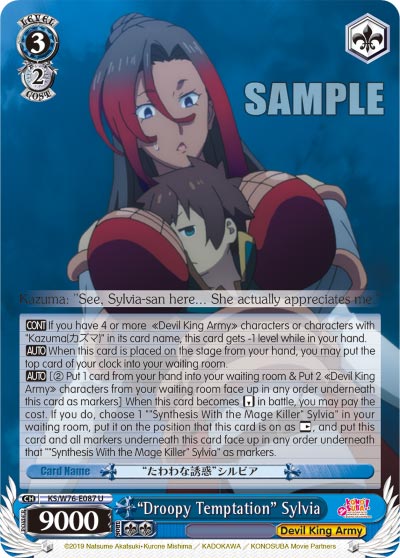 LEVEL
3
2
COST
SAMPLE
Kazuma: "See, Sylvia-san here... She actually appreciates me.
CONT If you have 4 or more «Devil King Army» characters or characters with
"Kazuma(カズマ)" in its card name, this card gets -1 level while in your hand.
AUTO When this card is placed on the stage from your hand, you may put the
top card of your clock into your waiting room.
AUTO [② Put 1 card from your hand into your waiting room & Put 2 «Devil King
Army» characters from your waiting room face up in any order underneath
this card as markers] When this card becomes in battle, you may pay the
cost. If you do, choose 1 ""Synthesis With the Mage Killer" Sylvia" in your
waiting room, put it on the position that this card is on as , and put this
card and all markers underneath this card face up in any order underneath
that ""Synthesis With the Mage Killer" Sylvia" as markers.
Card Name
"たわわな誘惑"シルビア
CH KS/W76-E087 U
"Droopy Temptation" Sylvia
KONO SUBA!
POWER
9000
SOUL
Devil King Army
©2019 Natsume Akatsuki・Kurone Mishima / KADOKAWA / KONOSUBA Movie Partners